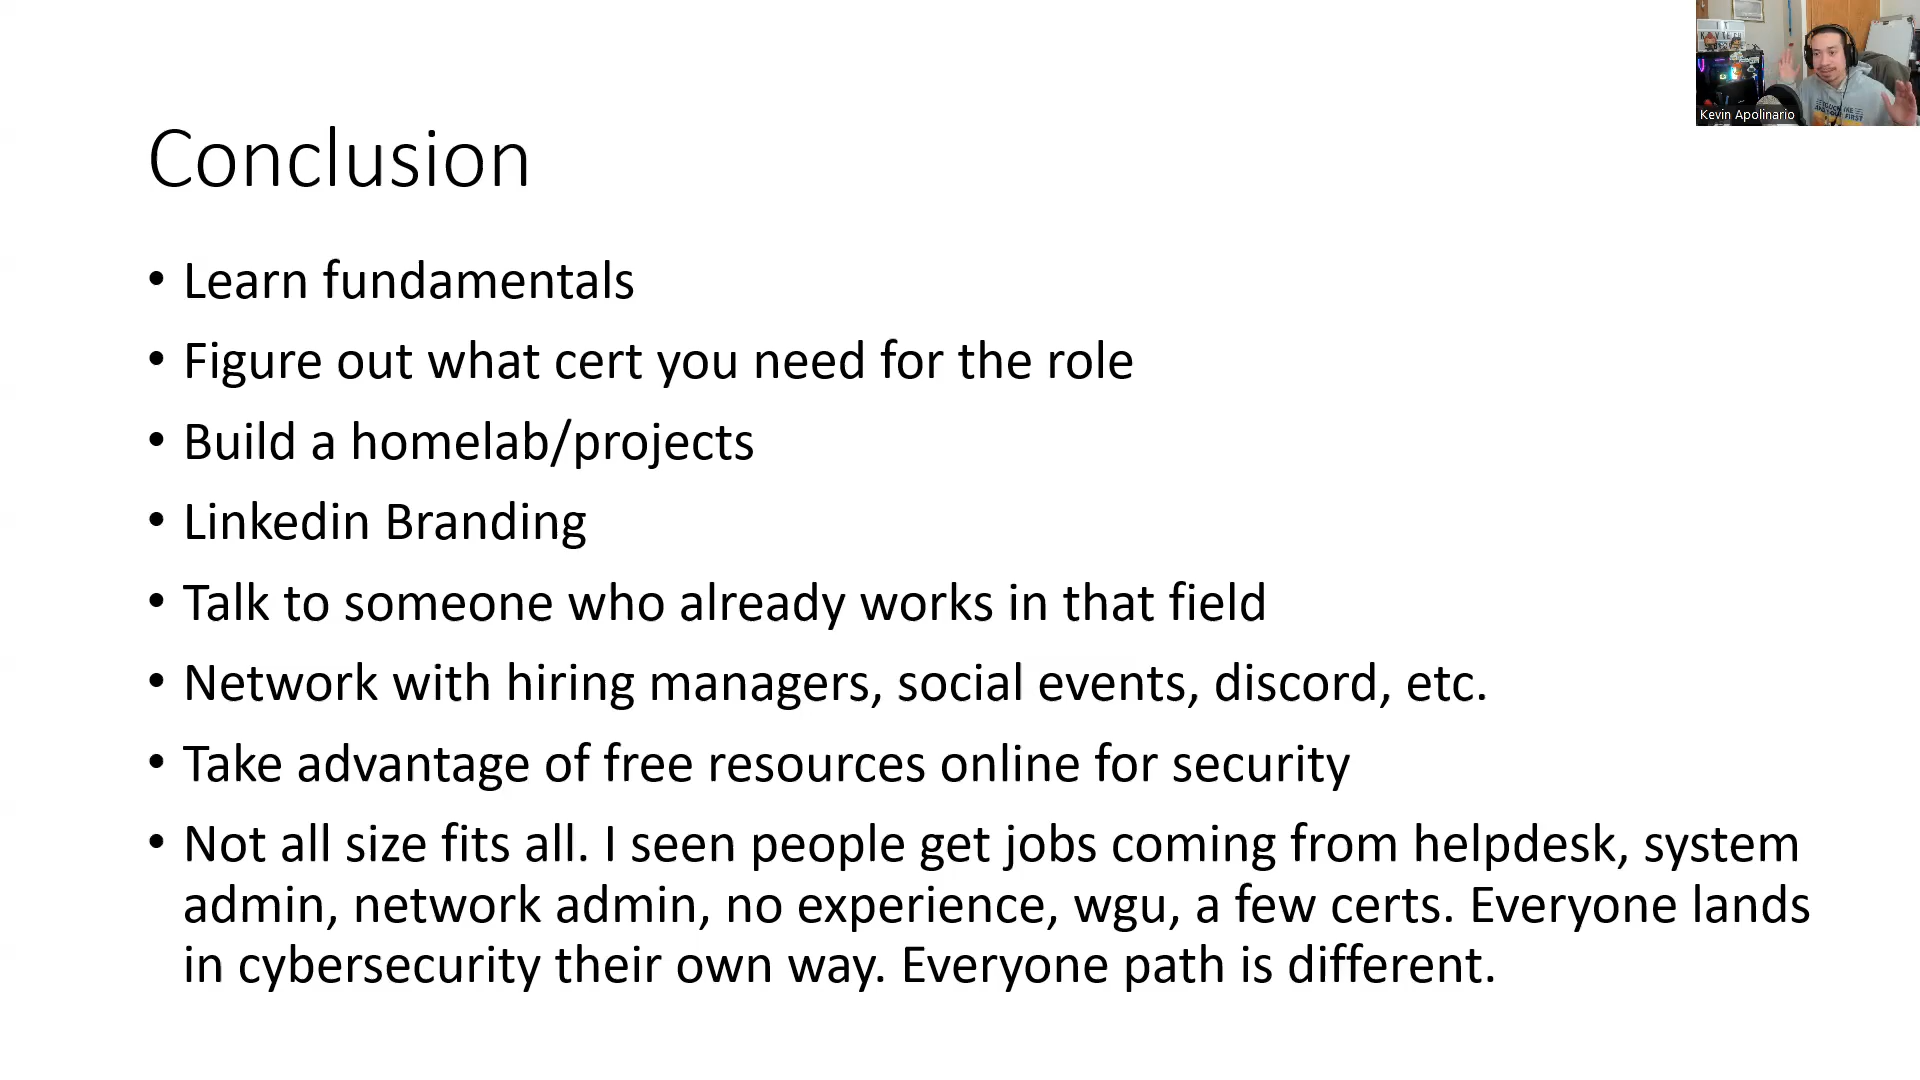 Conclusion
• Learn fundamentals
• Figure out what cert you need for the role
• Build a homelab/projects
• Linkedin Branding
• Talk to someone who already works in that field
• Network with hiring managers, social events, discord, etc.
• Take advantage of free resources online for security
• Not all size fits all. I seen people get jobs coming from helpdesk, system
admin, network admin, no experience, wgu, a few certs. Everyone lands
in cybersecurity their own way. Everyone path is different.
Kevin Apolinario